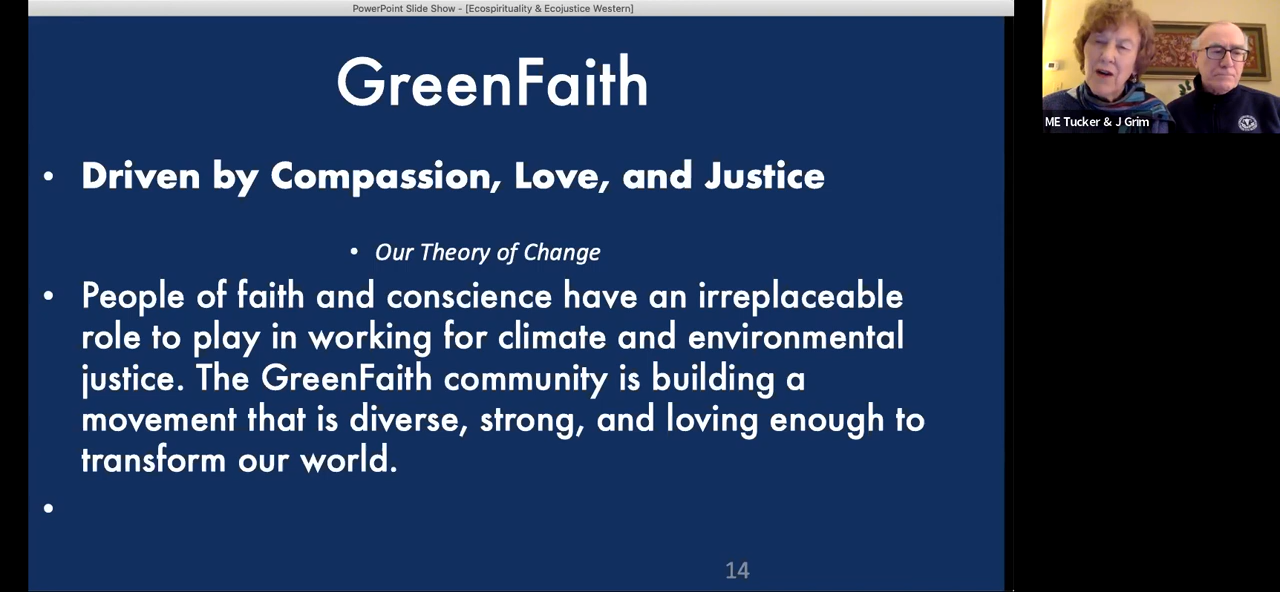 PowerPoint Slide Show - [Ecospirituality & Ecojustice Western]
GreenFaith
• Driven by Compassion, Love, and Justice
• Our Theory of Change
• People of faith and conscience have an irreplaceable
role to play in working for climate and environmental
justice. The GreenFaith community is building a
movement that is diverse, strong, and loving enough to
transform our world.
•
14
ME Tucker & J Grim